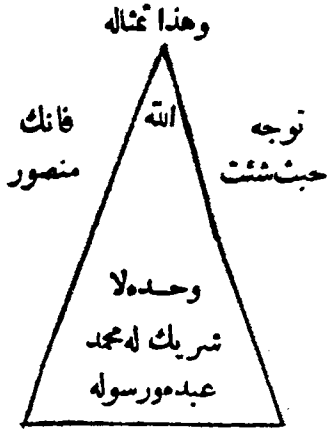 وهذا تمثاله
الله
توجه
حيث شئت
فانك
منصور
وحده لا
شريك له محمد
عبده ورسوله